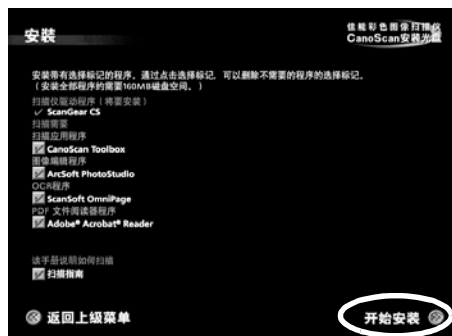 安装
佳能彩色图像扫描仪
CanoScan安装光盘
安装带有选择标记的程序。通过点击选择标记，可以删除不需要的程序的选择标记。
（安装全部程序约需要160MB磁盘空间。）
扫描仪驱动程序（将要安装）
ScanGear CS
扫描需要
扫描应用程序
CanoScan Toolbox
图像编辑程序
ArcSoft PhotoStudio
OCR程序
ScanSoft OmniPage
PDF 文件阅读器程序
Adobe® Acrobat® Reader
该手册说明如何扫描
扫描指南
返回上级菜单
开始安装